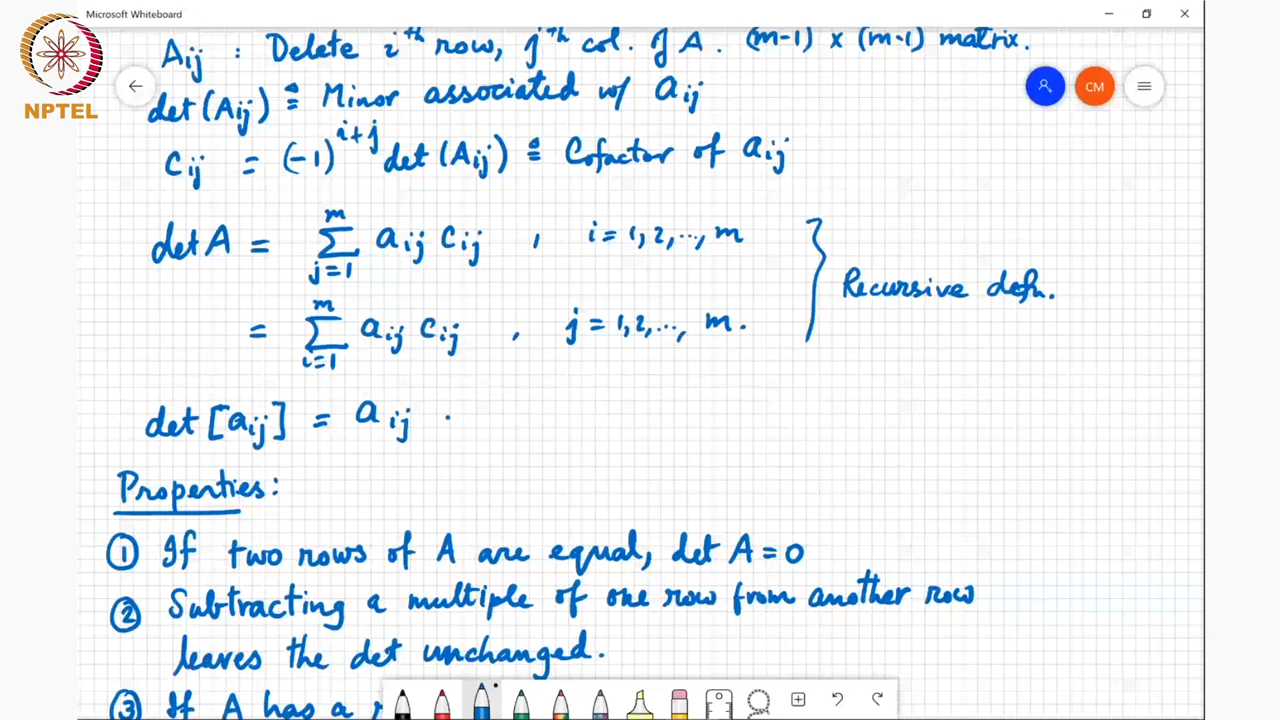 Microsoft Whiteboard
Aij : Delete ith row, jth col. of A. (m-1) x (m-1) matrix.
NPTEL
CM
det(Aij) ≜ Minor associated w/ aij
cij = (-1)^(i+j) det(Aij) ≜ Cofactor of aij
det A = Σ_{j=1}^{m} aij cij , i = 1, 2, .., m
= Σ_{i=1}^{m} aij cij , j = 1, 2, ..., m.
Recursive defn.
det [aij] = aij .
Properties:
① If two rows of A are equal, det A = 0
② Subtracting a multiple of one row from another row
leaves the det unchanged.
③ If A has a